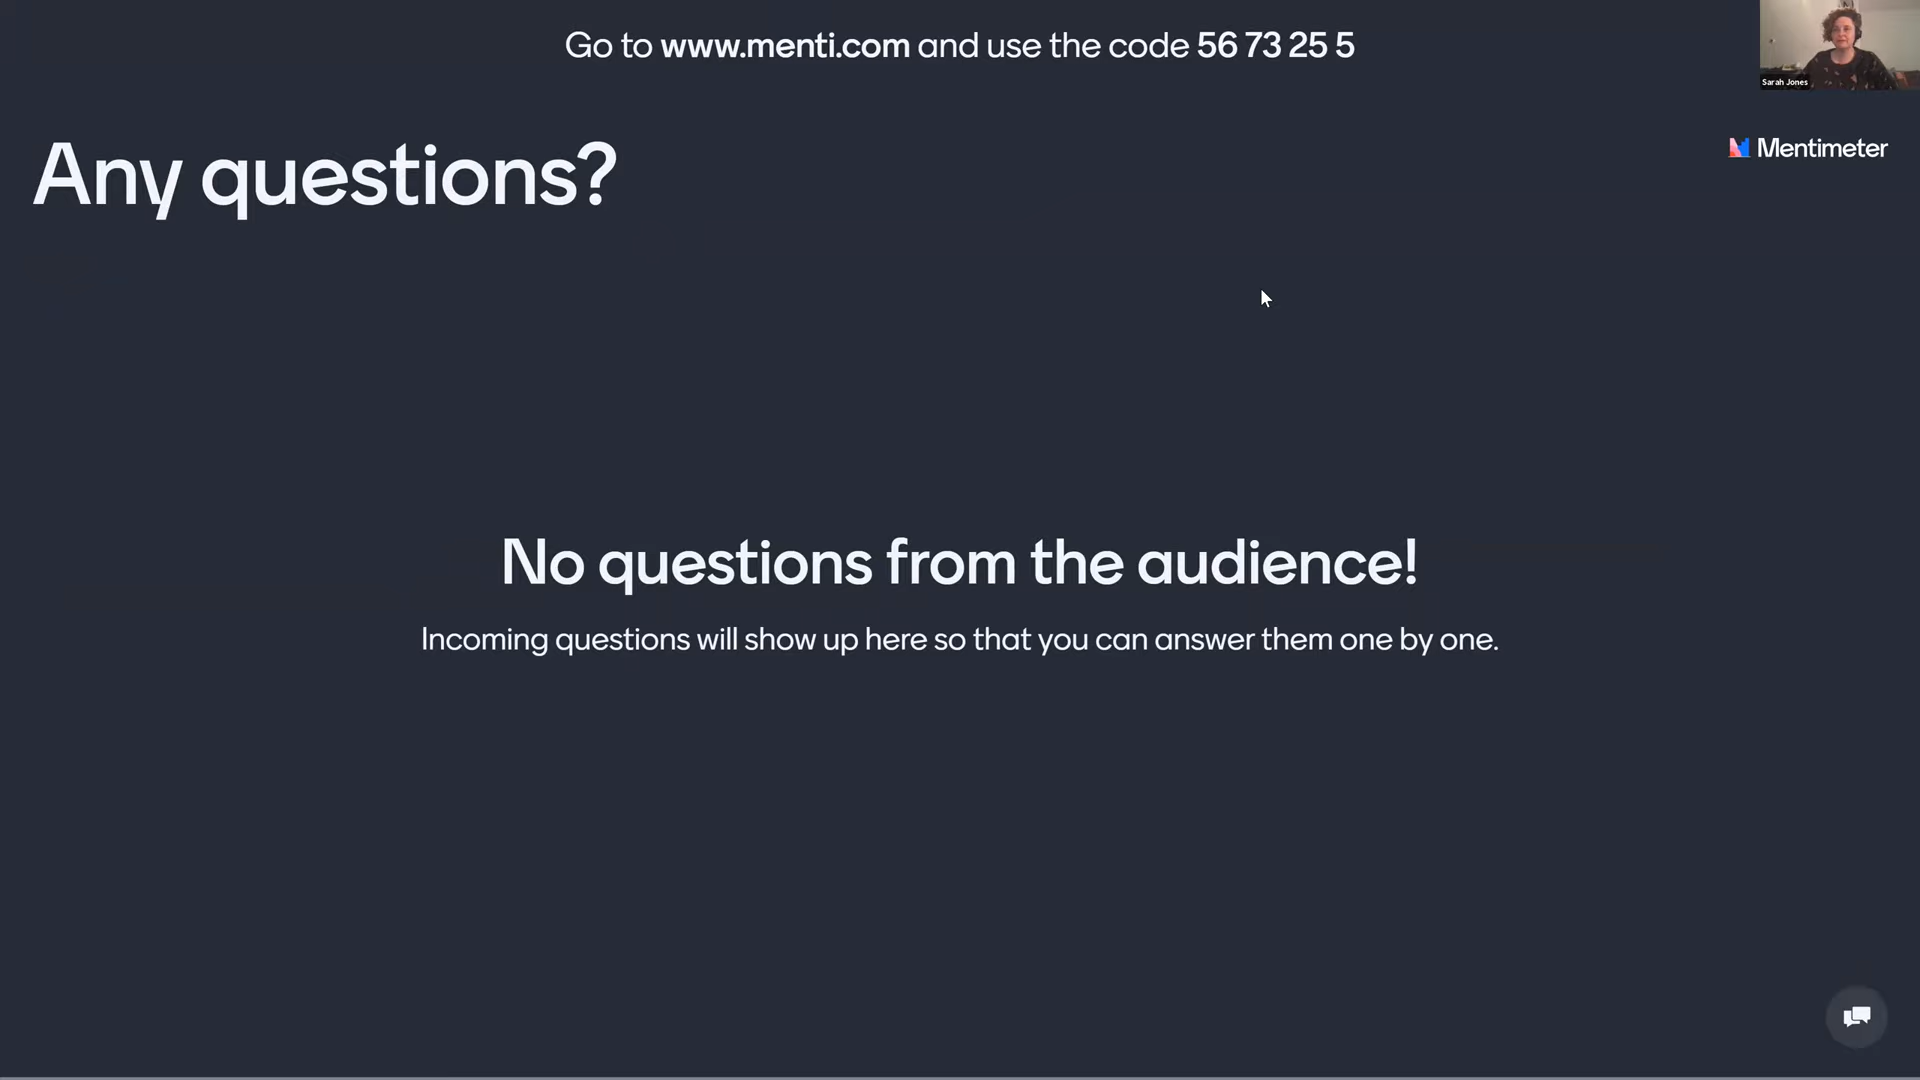 Go to www.menti.com and use the code 56 73 25 5
Sarah Jones
Any questions?
Mentimeter
No questions from the audience!
Incoming questions will show up here so that you can answer them one by one.